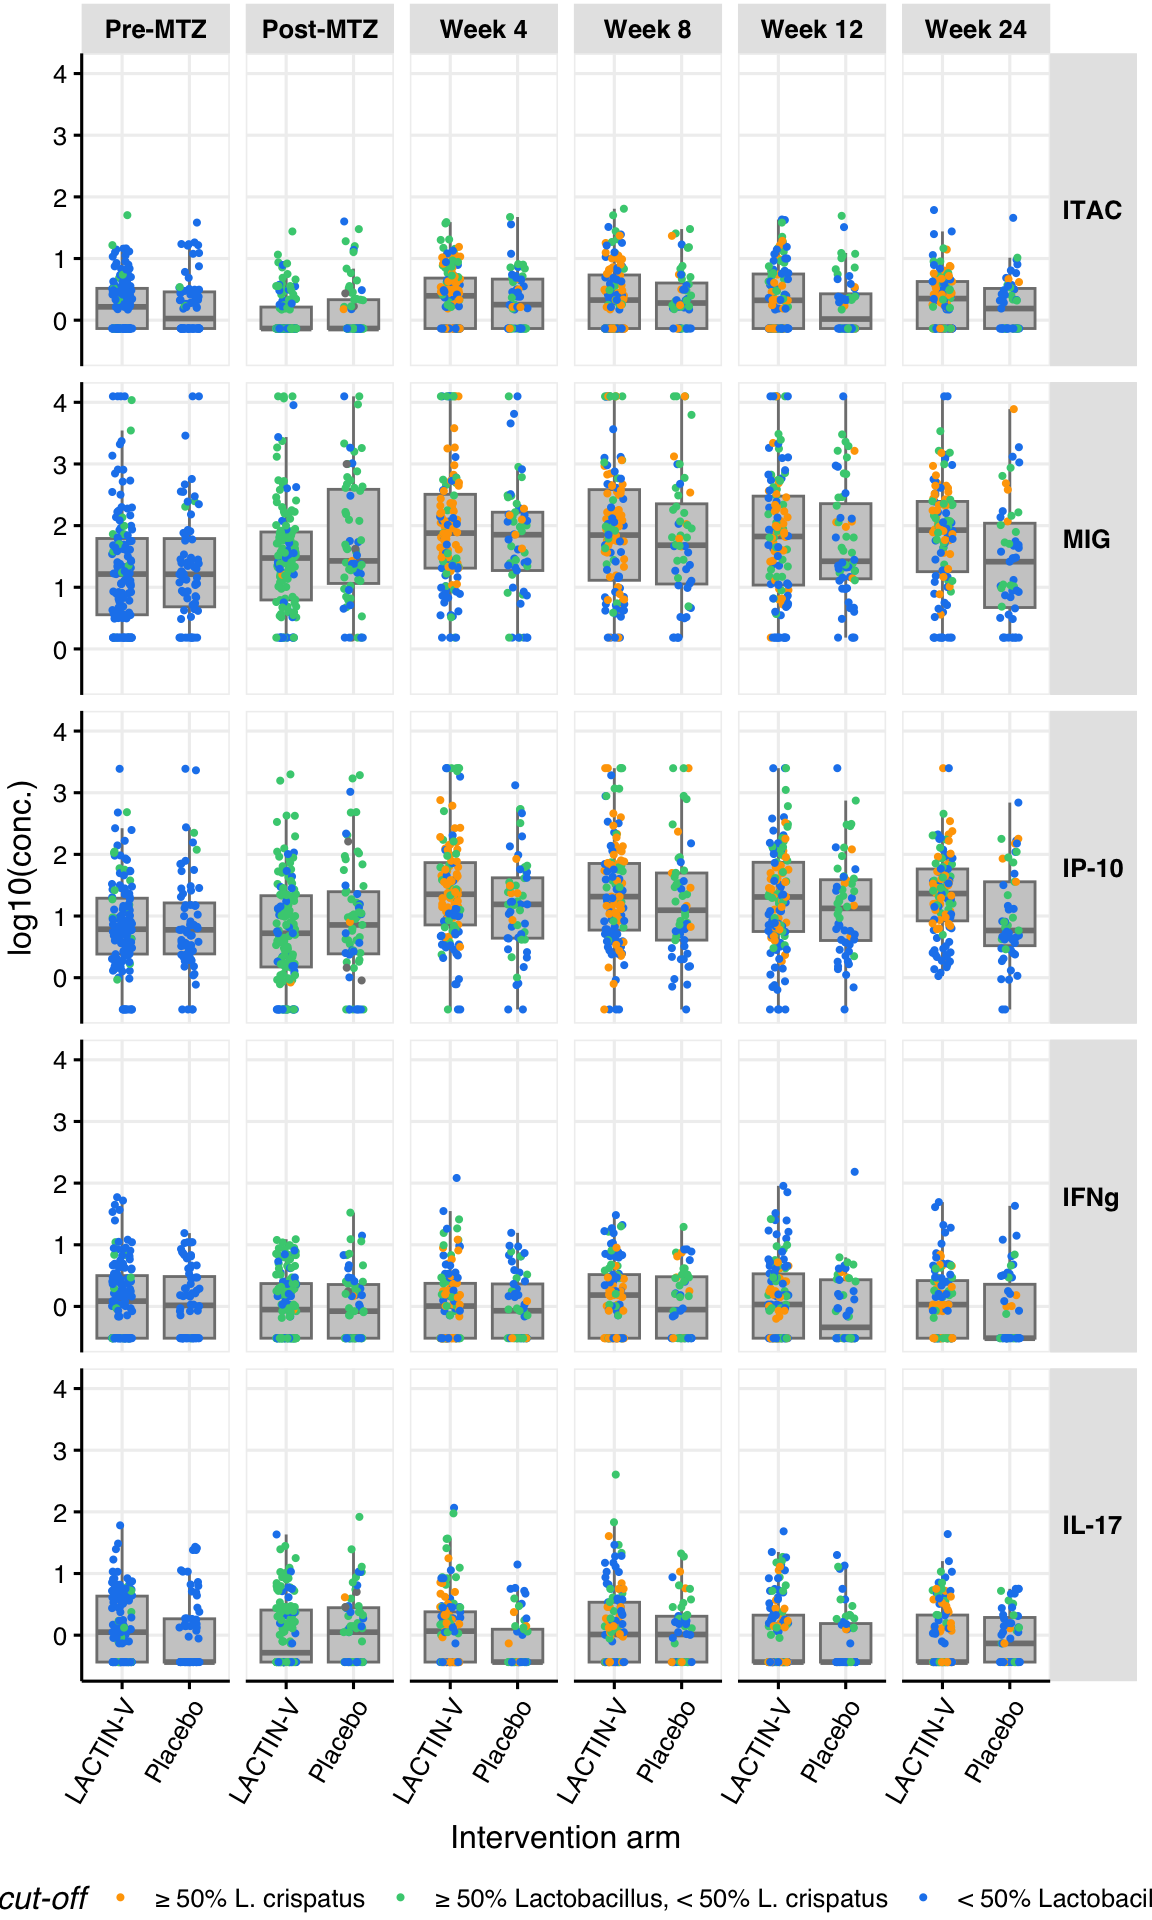 Pre-MTZ Post-MTZ Week 4 Week 8 Week 12 Week 24
4
3
2
1
0
ITAC
4
3
2
1
0
MIG
4
3
2
1
0
IP-10
4
3
2
1
0
IFNg
4
3
2
1
0
IL-17
log10(conc.)
LACTIN-V Placebo LACTIN-V Placebo LACTIN-V Placebo LACTIN-V Placebo LACTIN-V Placebo LACTIN-V Placebo
Intervention arm
cut-off ≥ 50% L. crispatus ≥ 50% Lactobacillus, < 50% L. crispatus < 50% Lactobacil